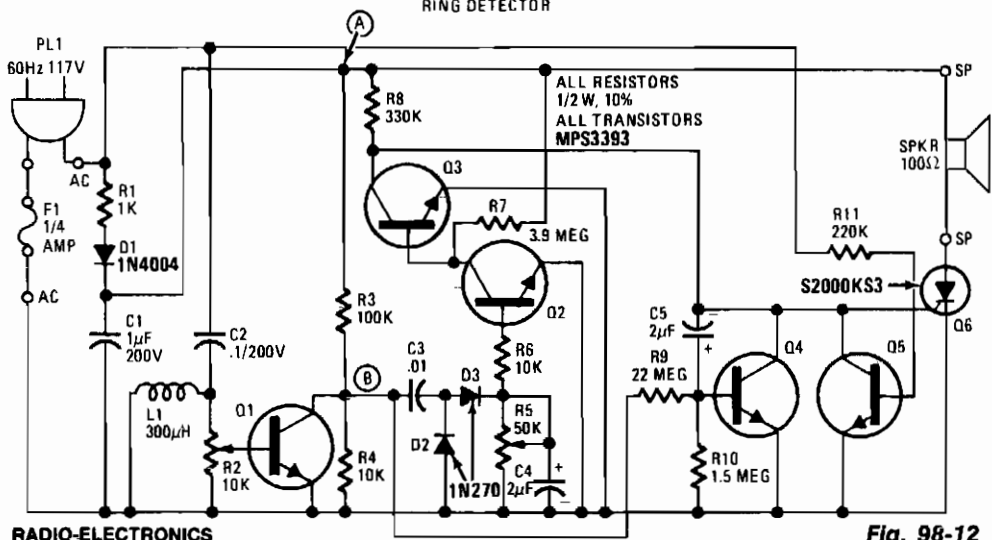 RING DETECTOR
A
PL1
60Hz 117V
R8
330K
ALL RESISTORS
1/2 W, 10%
ALL TRANSISTORS
MPS3393
SP
SPKR
100Ω
Q3
AC
R1
1K
F1
1/4
AMP
D1
1N4004
R7
3.9 MEG
R11
220K
SP
S2000KS3
AC
R3
100K
Q2
Q6
C1
1µF
200V
C2
.1/200V
C5
2µF
−
+
R6
10K
Q4
Q5
B
C3
.01
D3
R9
22 MEG
L1
300µH
Q1
R5
50K
D2
R2
10K
R4
10K
1N270
C4
2µF
+
−
R10
1.5 MEG
RADIO-ELECTRONICS
Fig. 98-12